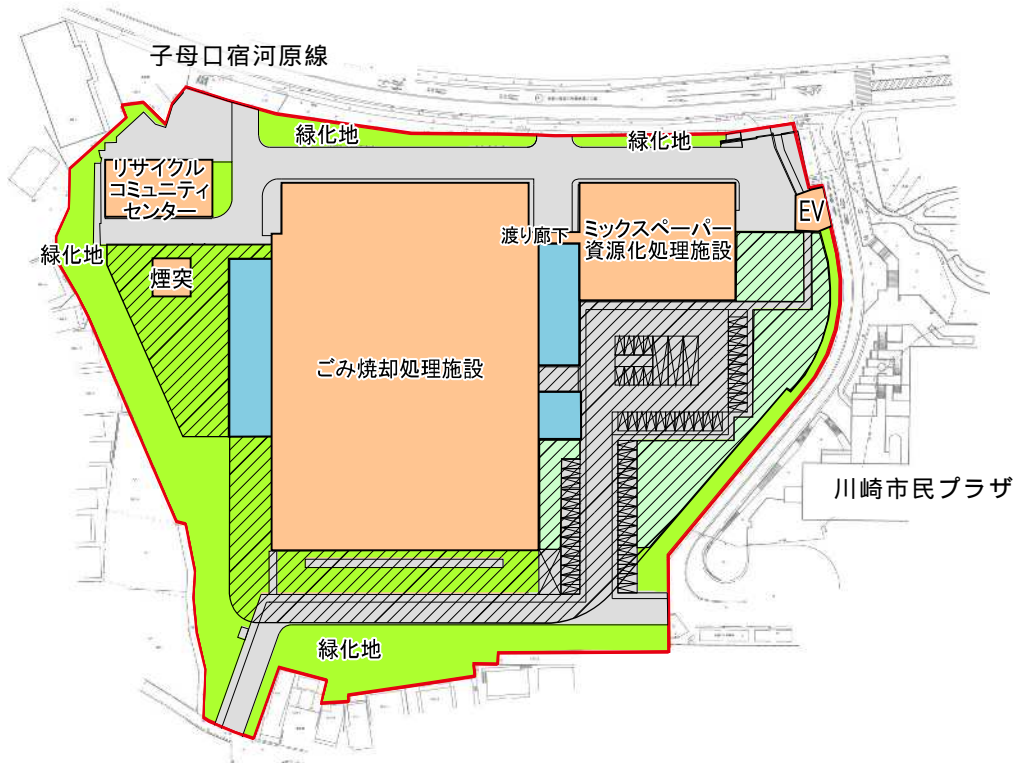 子母口宿河原線
緑化地
緑化地
リサイクル
コミュニティ
センター
EV
渡り廊下
ミックスペーパー
資源化処理施設
緑化地
煙突
ごみ焼却処理施設
川崎市民プラザ
緑化地